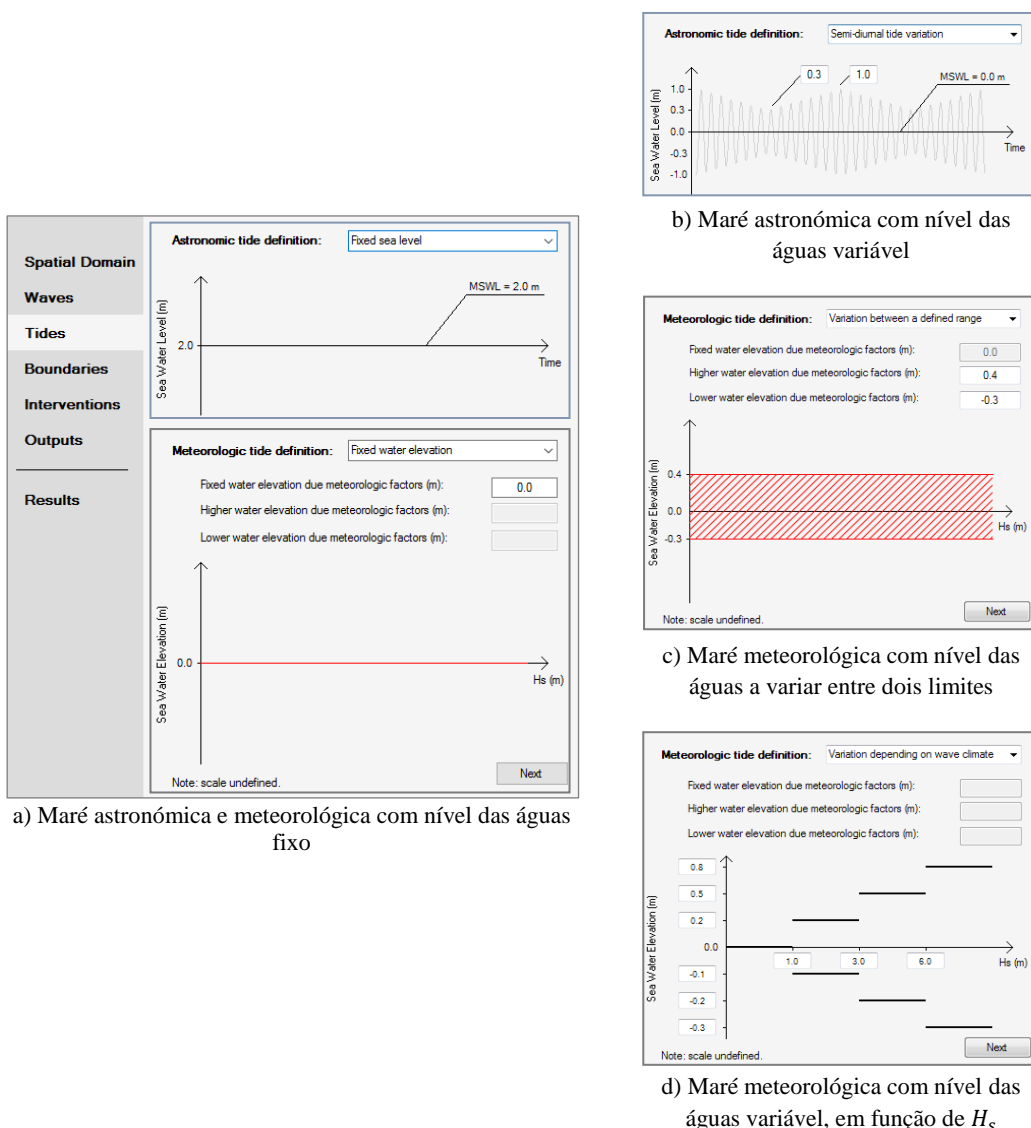 Spatial Domain
Waves
Tides
Boundaries
Interventions
Outputs
Results
Astronomic tide definition: Fixed sea level
MSWL = 2.0 m
Sea Water Level (m)
2.0
Time
Meteorologic tide definition: Fixed water elevation
Fixed water elevation due meteorologic factors (m): 0.0
Higher water elevation due meteorologic factors (m):
Lower water elevation due meteorologic factors (m):
Sea Water Elevation (m)
0.0
Hs (m)
Note: scale undefined.
Next
a) Maré astronómica e meteorológica com nível das águas
fixo
Astronomic tide definition: Semi-diurnal tide variation
0.3 1.0 MSWL = 0.0 m
Sea Water Level (m)
1.0
0.3
0.0
-0.3
-1.0
Time
b) Maré astronómica com nível das
águas variável
Meteorologic tide definition: Variation between a defined range
Fixed water elevation due meteorologic factors (m): 0.0
Higher water elevation due meteorologic factors (m): 0.4
Lower water elevation due meteorologic factors (m): -0.3
Sea Water Elevation (m)
0.4
0.0
-0.3
Hs (m)
Note: scale undefined.
Next
c) Maré meteorológica com nível das
águas a variar entre dois limites
Meteorologic tide definition: Variation depending on wave climate
Fixed water elevation due meteorologic factors (m):
Higher water elevation due meteorologic factors (m):
Lower water elevation due meteorologic factors (m):
Sea Water Elevation (m)
0.8
0.5
0.2
0.0
1.0 3.0 6.0 Hs (m)
-0.1
-0.2
-0.3
Note: scale undefined.
Next
d) Maré meteorológica com nível das
águas variável, em função de Hs